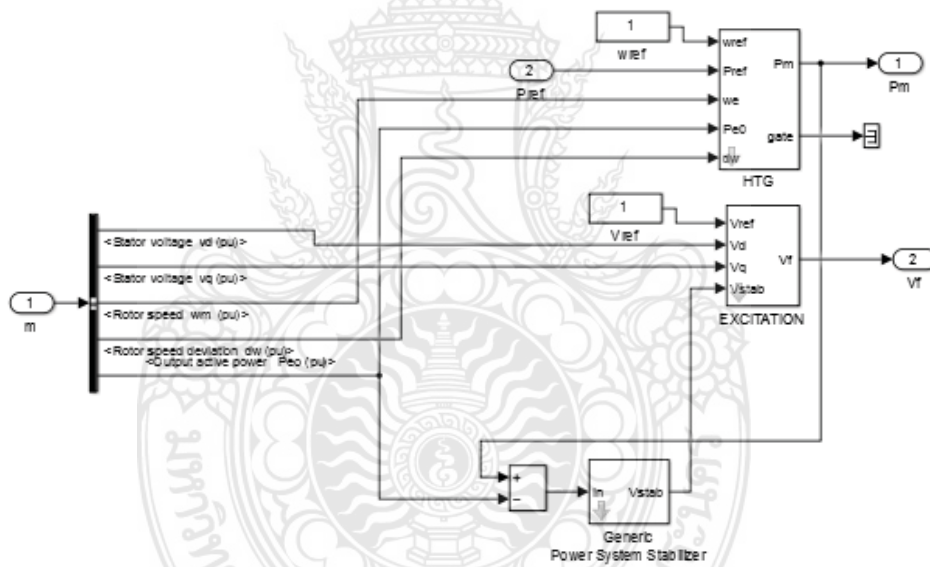 1
wref
wref
Pref
we
Pe0
dw
Pm
gate
HTG
2
Pref
1
Pm
1
Vref
Vref
Vd
Vq
Vstab
Vf
EXCITATION
2
Vf
1
m
<Stator voltage vd (pu)>
<Stator voltage vq (pu)>
<Rotor speed wm (pu)>
<Rotor speed deviation dw (pu)>
<Output active power Peo (pu)>
+
−
In
Vstab
Generic
Power System Stabilizer